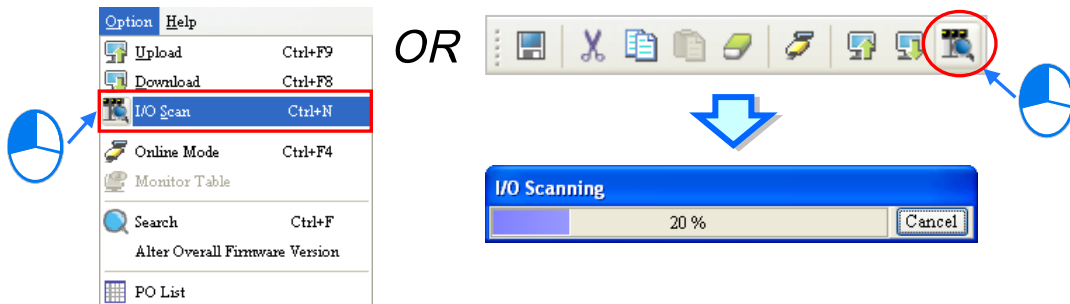 Option Help
Upload Ctrl+F9
Download Ctrl+F8
I/O Scan Ctrl+N
Online Mode Ctrl+F4
Monitor Table
Search Ctrl+F
Alter Overall Firmware Version
PO List
OR
I/O Scanning
20 % Cancel